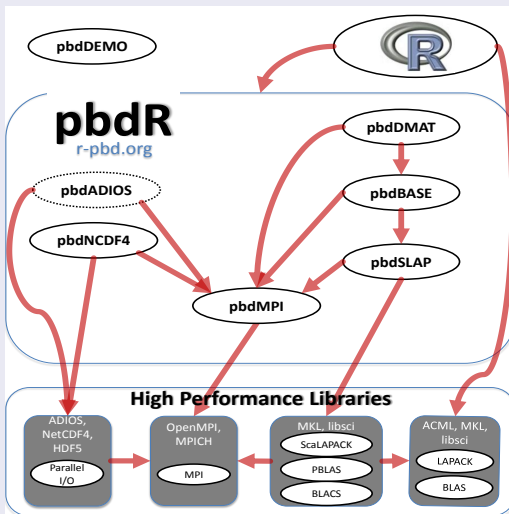 pbdDEMO
R
pbdR
r-pbd.org
pbdDMAT
pbdADIOS
pbdBASE
pbdNCDF4
pbdSLAP
pbdMPI
High Performance Libraries
ADIOS,
NetCDF4,
HDF5
Parallel
I/O
OpenMPI,
MPICH
MPI
MKL, libsci
ScaLAPACK
PBLAS
BLACS
ACML, MKL,
libsci
LAPACK
BLAS